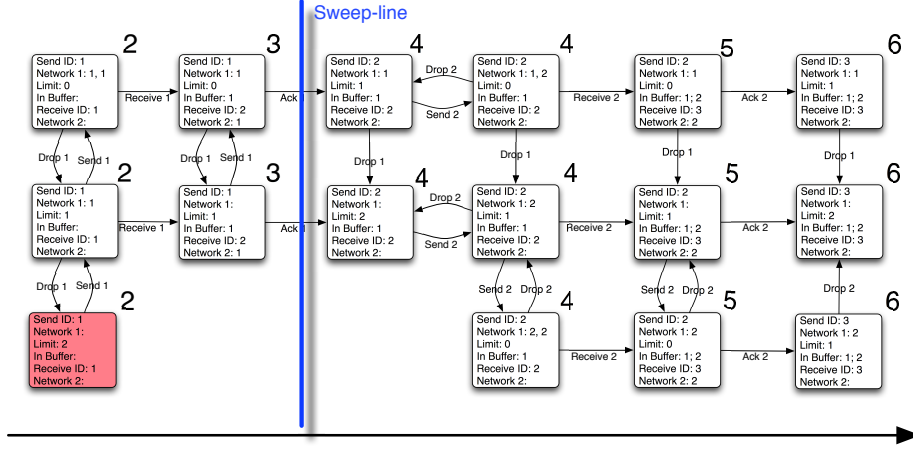 Sweep-line
2
Send ID: 1
Network 1: 1, 1
Limit: 0
In Buffer:
Receive ID: 1
Network 2:
Receive 1
3
Send ID: 1
Network 1: 1
Limit: 0
In Buffer: 1
Receive ID: 2
Network 2: 1
Ack 1
4
Send ID: 2
Network 1: 1
Limit: 1
In Buffer: 1
Receive ID: 2
Network 2:
Drop 2
Send 2
4
Send ID: 2
Network 1: 1, 2
Limit: 0
In Buffer: 1
Receive ID: 2
Network 2:
Receive 2
5
Send ID: 2
Network 1: 1
Limit: 0
In Buffer: 1; 2
Receive ID: 3
Network 2: 2
Ack 2
6
Send ID: 3
Network 1: 1
Limit: 1
In Buffer: 1; 2
Receive ID: 3
Network 2:
Drop 1
Send 1
Drop 1
Send 1
Drop 1
Drop 1
Drop 1
Drop 1
2
Send ID: 1
Network 1: 1
Limit: 1
In Buffer:
Receive ID: 1
Network 2:
Receive 1
3
Send ID: 1
Network 1:
Limit: 1
In Buffer: 1
Receive ID: 2
Network 2: 1
Ack 1
4
Send ID: 2
Network 1:
Limit: 2
In Buffer: 1
Receive ID: 2
Network 2:
Drop 2
Send 2
4
Send ID: 2
Network 1: 2
Limit: 1
In Buffer: 1
Receive ID: 2
Network 2:
Receive 2
5
Send ID: 2
Network 1:
Limit: 1
In Buffer: 1; 2
Receive ID: 3
Network 2: 2
Ack 2
6
Send ID: 3
Network 1:
Limit: 2
In Buffer: 1; 2
Receive ID: 3
Network 2:
Drop 1
Send 1
Send 2
Drop 2
Send 2
Drop 2
Drop 2
2
Send ID: 1
Network 1:
Limit: 2
In Buffer:
Receive ID: 1
Network 2:
4
Send ID: 2
Network 1: 2, 2
Limit: 0
In Buffer: 1
Receive ID: 2
Network 2:
Receive 2
5
Send ID: 2
Network 1: 2
Limit: 0
In Buffer: 1; 2
Receive ID: 3
Network 2: 2
Ack 2
6
Send ID: 3
Network 1: 2
Limit: 1
In Buffer: 1; 2
Receive ID: 3
Network 2: